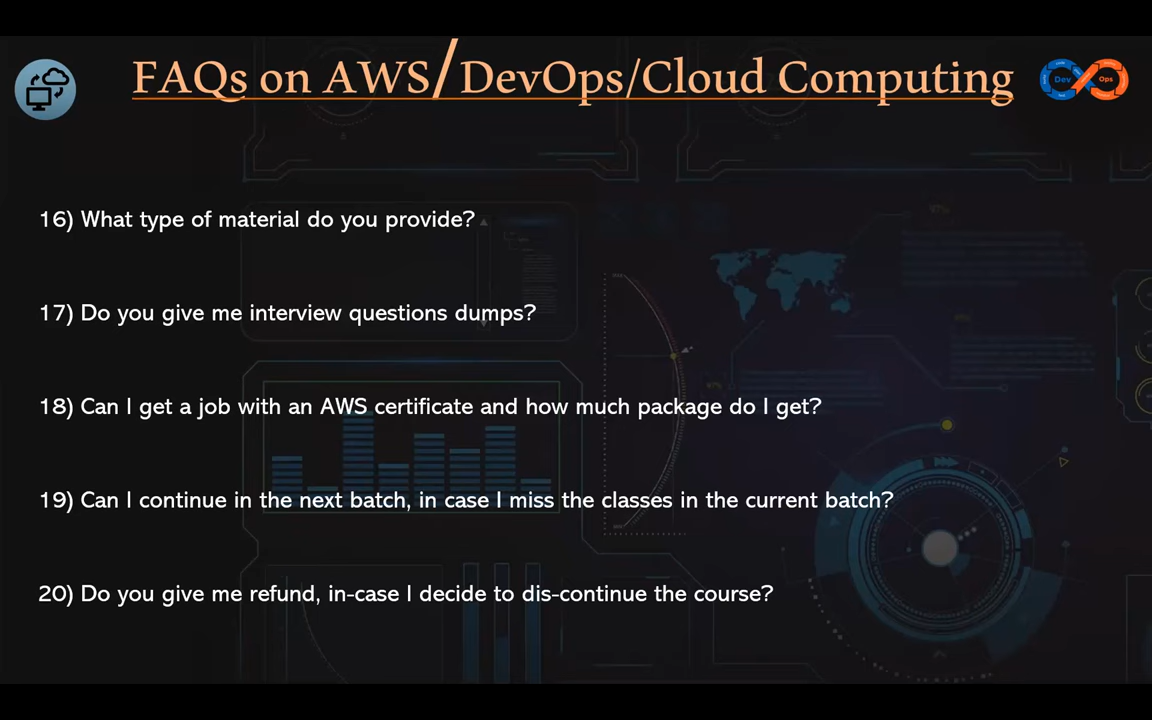 FAQs on AWS/DevOps/Cloud Computing
Dev Ops
16) What type of material do you provide?
17) Do you give me interview questions dumps?
18) Can I get a job with an AWS certificate and how much package do I get?
19) Can I continue in the next batch, in case I miss the classes in the current batch?
20) Do you give me refund, in-case I decide to dis-continue the course?